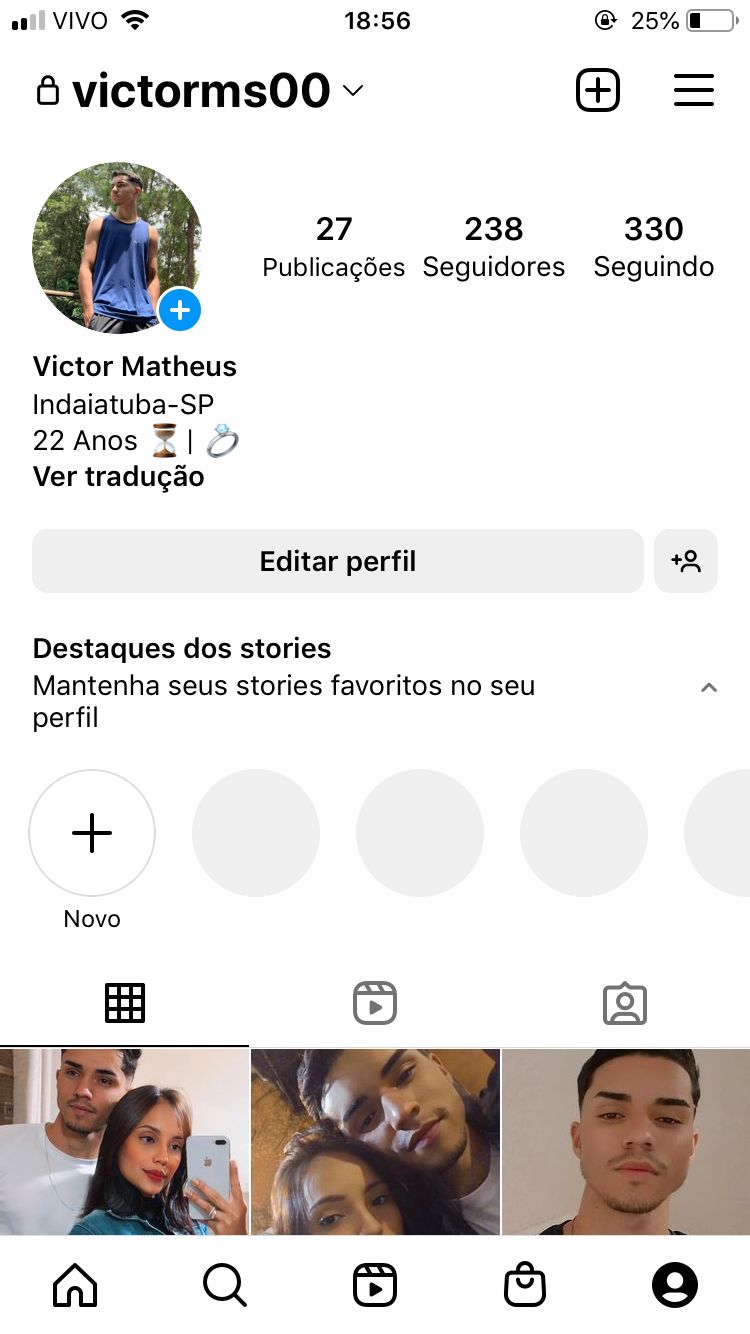 VIVO 18:56 25%
victorms00
27 238 330
Publicações Seguidores Seguindo
Victor Matheus
Indaiatuba-SP
22 Anos ⏳| 💍
Ver tradução
Editar perfil
Destaques dos stories
Mantenha seus stories favoritos no seu
perfil
Novo